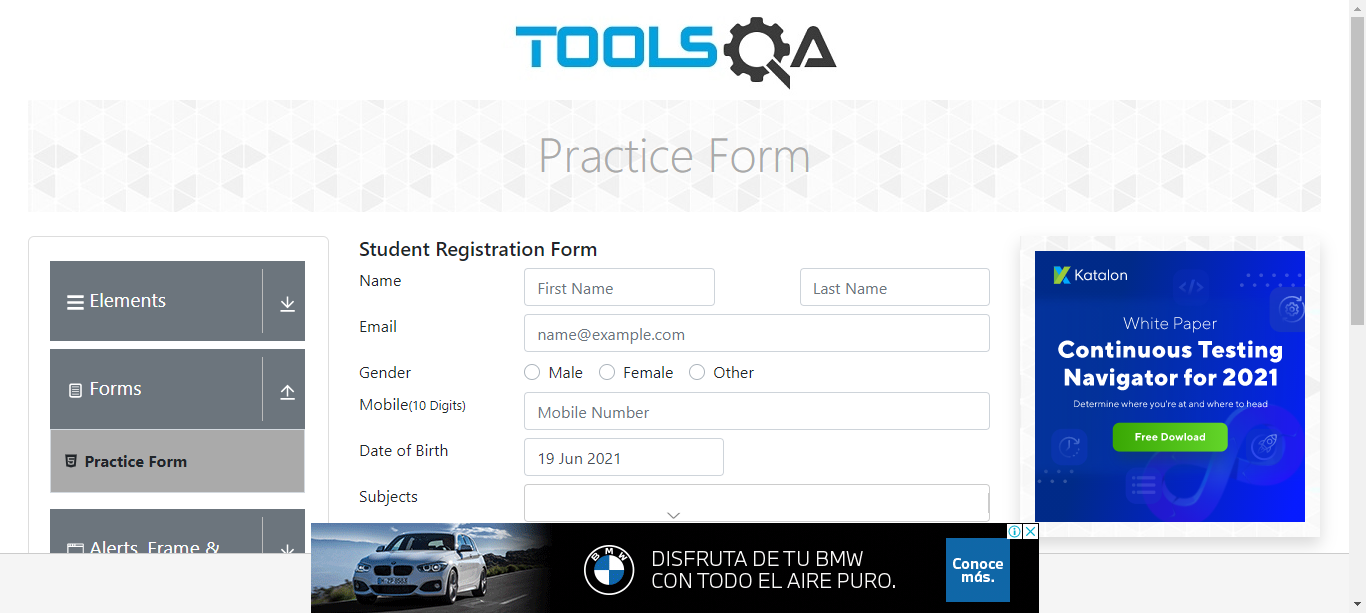 TOOLSQA
Practice Form
Elements
Forms
Practice Form
Alerts, Frame &
Student Registration Form
Name
First Name
Last Name
Email
name@example.com
Gender
Male
Female
Other
Mobile(10 Digits)
Mobile Number
Date of Birth
19 Jun 2021
Subjects
Katalon
White Paper
Continuous Testing
Navigator for 2021
Determine where you're at and where to head
Free Dowload
BMW
DISFRUTA DE TU BMW
CON TODO EL AIRE PURO.
Conoce
más.